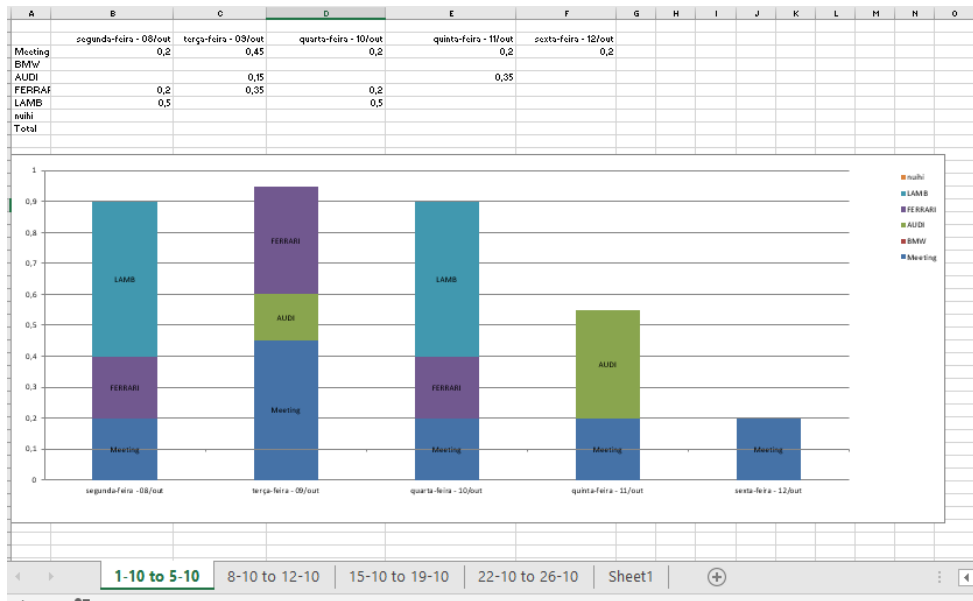 A B C D E F G H I J K L M N O
segunda-feira - 08/out terça-feira - 09/out quarta-feira - 10/out quinta-feira - 11/out sexta-feira - 12/out
Meeting 0,2 0,45 0,2 0,2 0,2
BMW
AUDI 0,15 0,35
FERRAF 0,2 0,35 0,2
LAMB 0,5 0,5
nuihi
Total
1
0,9
0,8
0,7
0,6
0,5
0,4
0,3
0,2
0,1
0
LAMB
FERRARI
Meeting
FERRARI
AUDI
Meeting
LAMB
FERRARI
Meeting
AUDI
Meeting
Meeting
segunda-feira - 08/out terça-feira - 09/out quarta-feira - 10/out quinta-feira - 11/out sexta-feira - 12/out
nuihi
LAMB
FERRARI
AUDI
BMW
Meeting
1-10 to 5-10 8-10 to 12-10 15-10 to 19-10 22-10 to 26-10 Sheet1